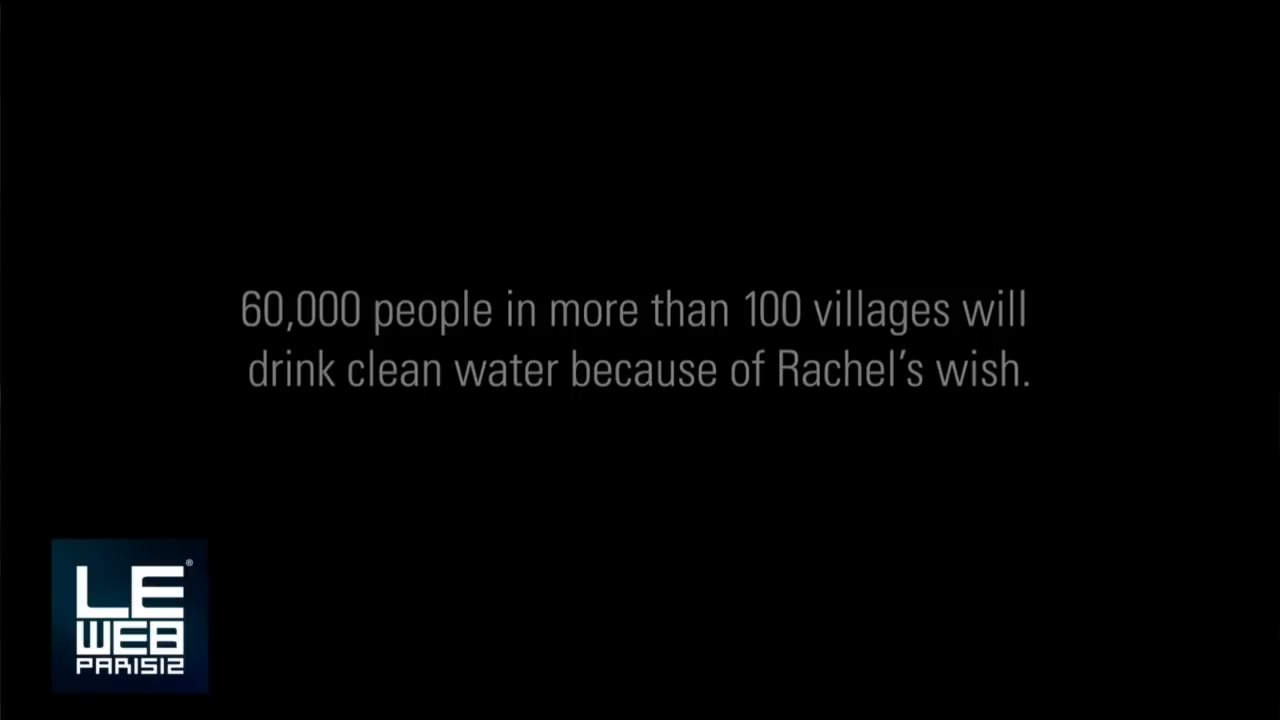 60,000 people in more than 100 villages will
drink clean water because of Rachel's wish.
LE®
WEB
PARIS12